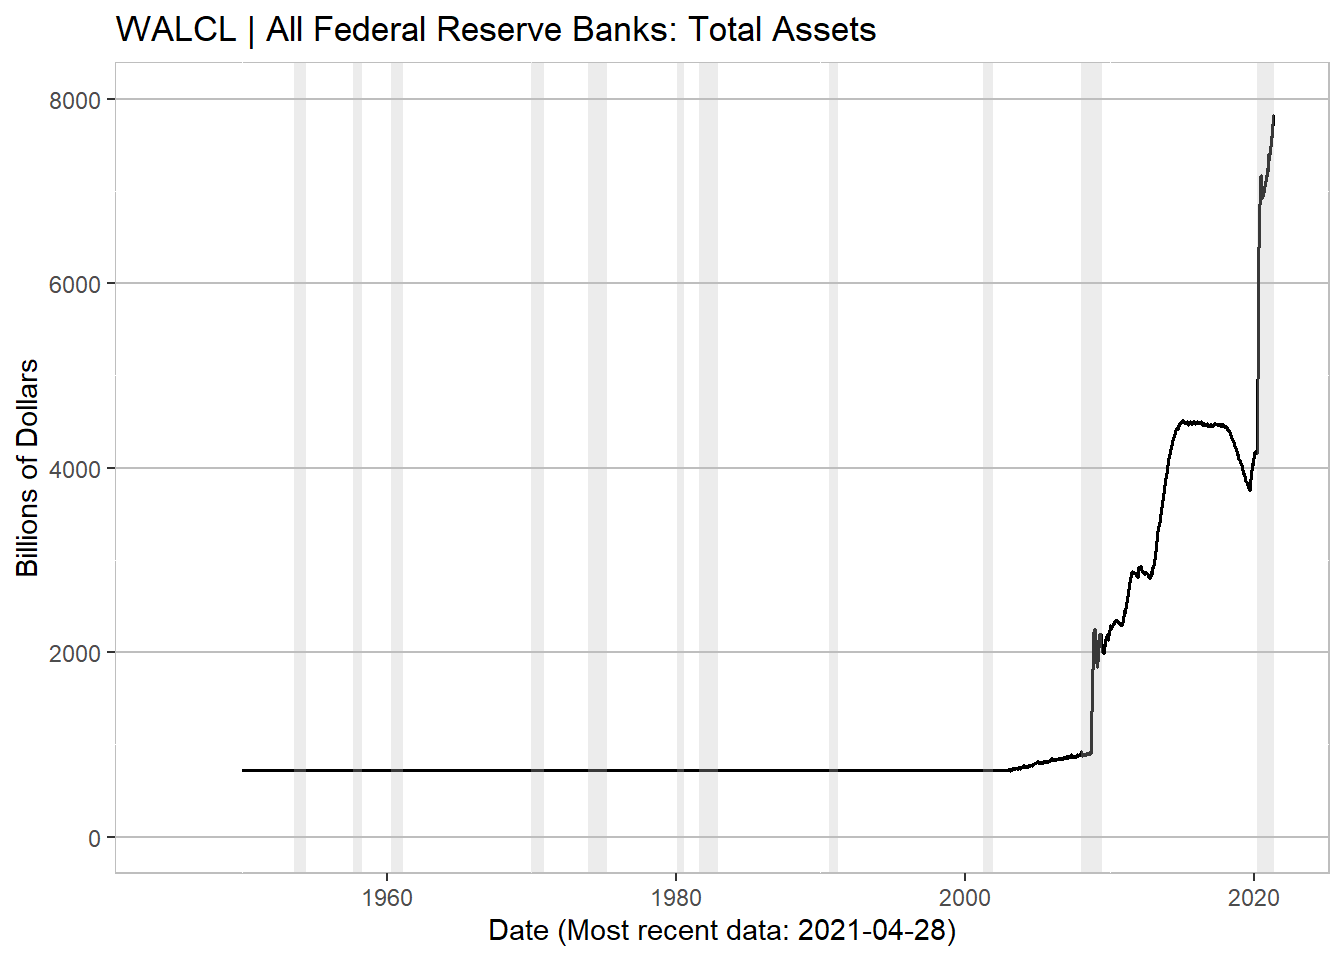 WALCL | All Federal Reserve Banks: Total Assets
8000
6000
4000
2000
0
Billions of Dollars
1960 1980 2000 2020
Date (Most recent data: 2021-04-28)